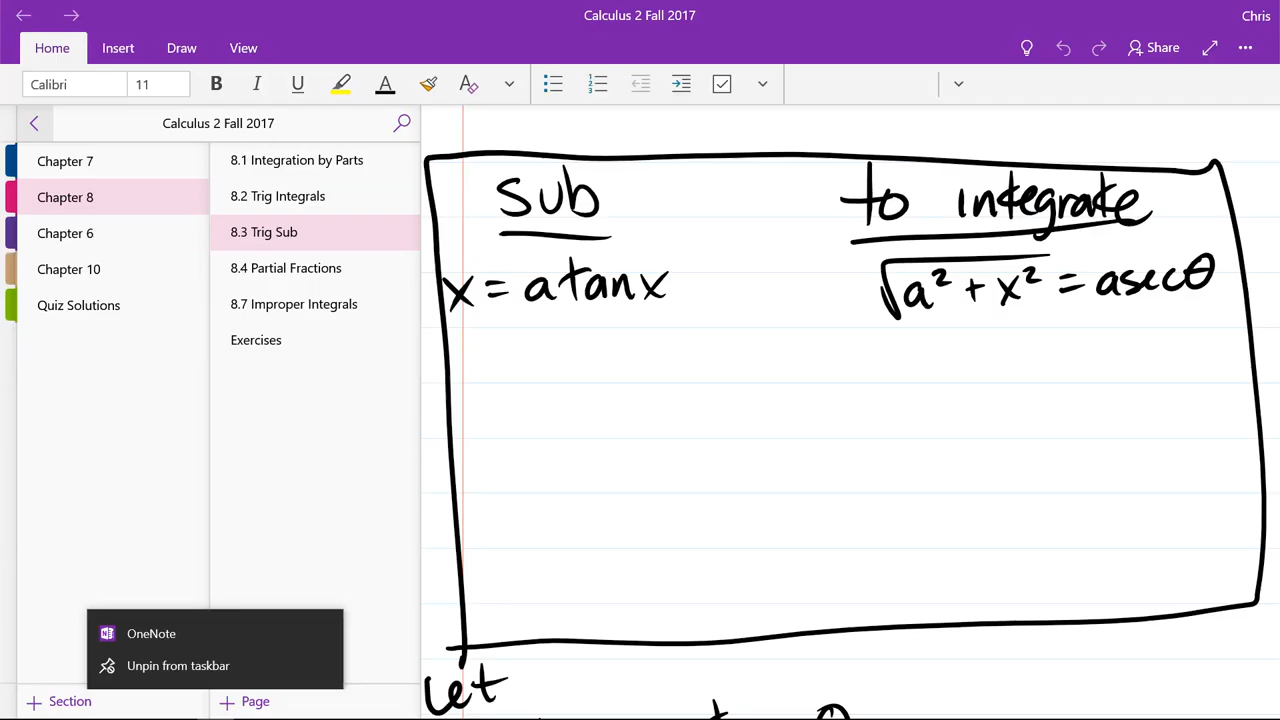 Calculus 2 Fall 2017
Chris
Home Insert Draw View
Share
Calibri 11 B I U A A
Calculus 2 Fall 2017
Chapter 7
Chapter 8
Chapter 6
Chapter 10
Quiz Solutions
8.1 Integration by Parts
8.2 Trig Integrals
8.3 Trig Sub
8.4 Partial Fractions
8.7 Improper Integrals
Exercises
Sub to integrate
x = a tan x √a² + x² = a sec θ
Let
OneNote
Unpin from taskbar
+ Section + Page